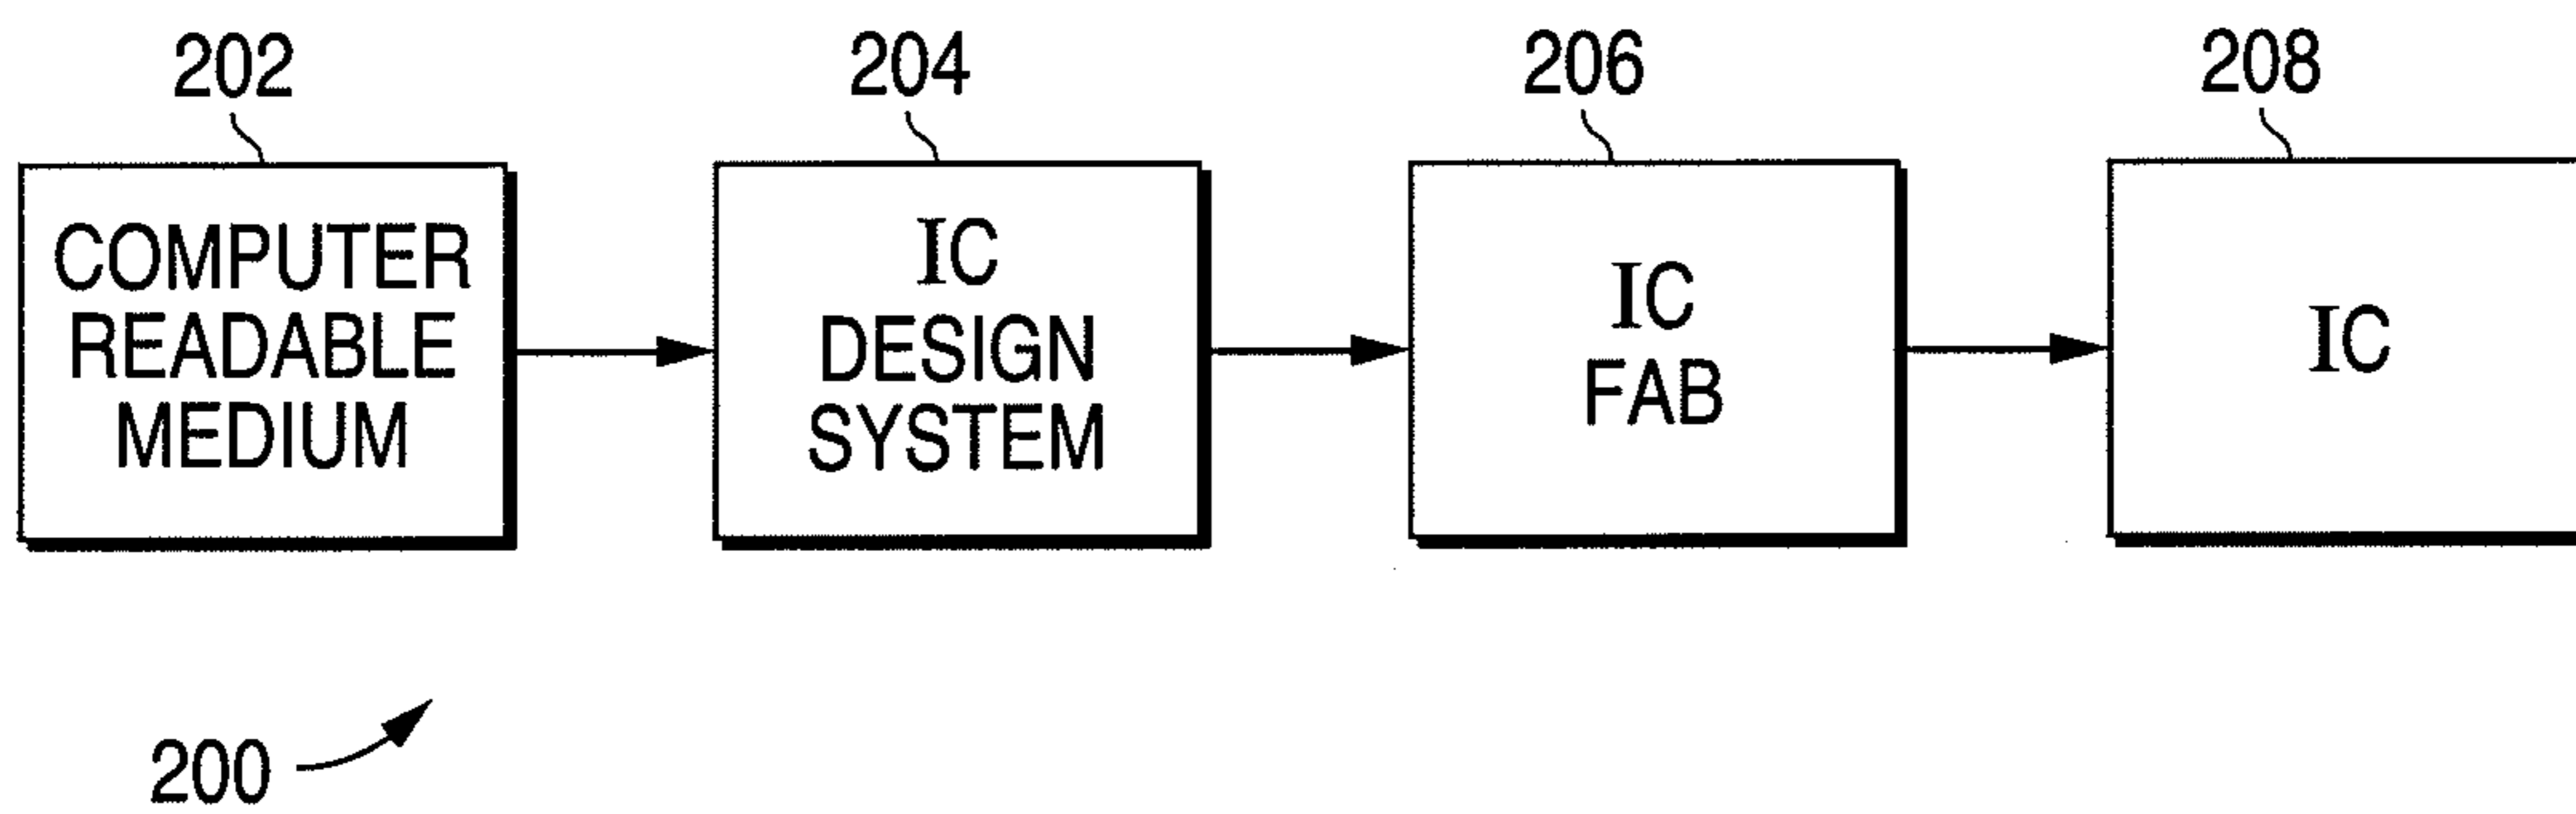 202
204
206
208
COMPUTER
READABLE
MEDIUM
IC
DESIGN
SYSTEM
IC
FAB
IC
200